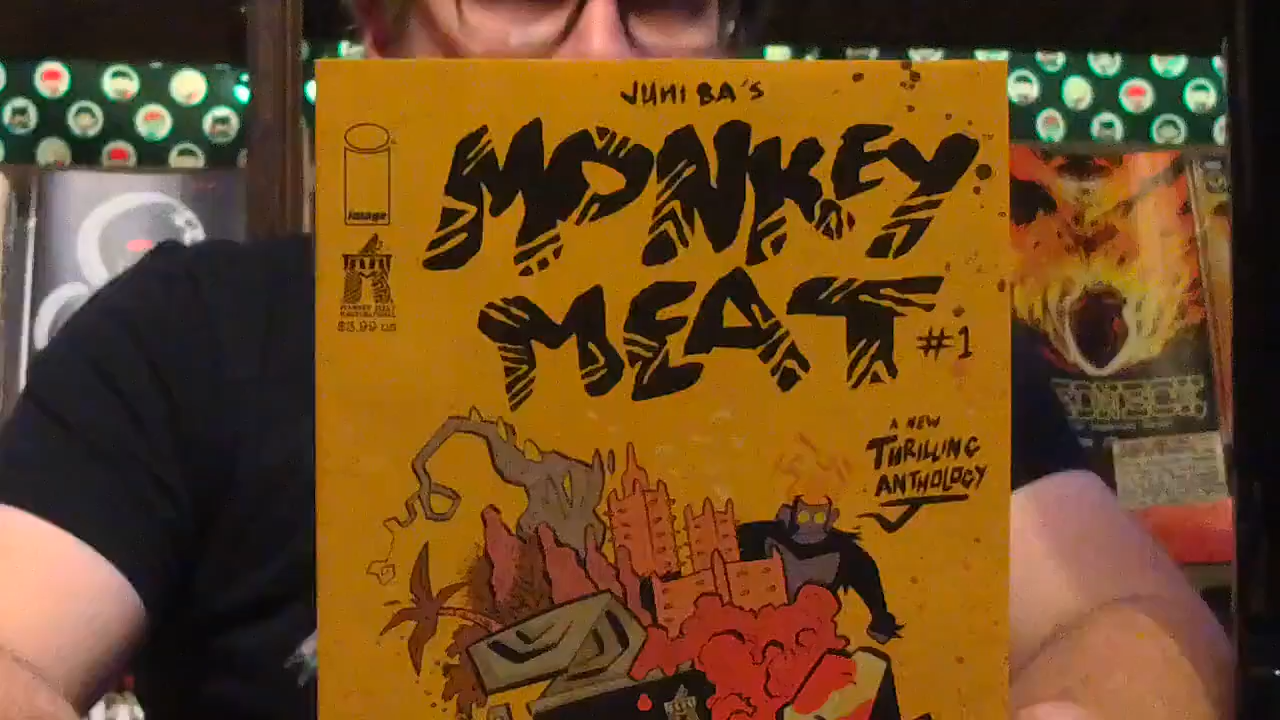 JUNI BA'S
MONKEY
MEAT
#1
image
$3.99 US
A NEW
THRILLING
ANTHOLOGY